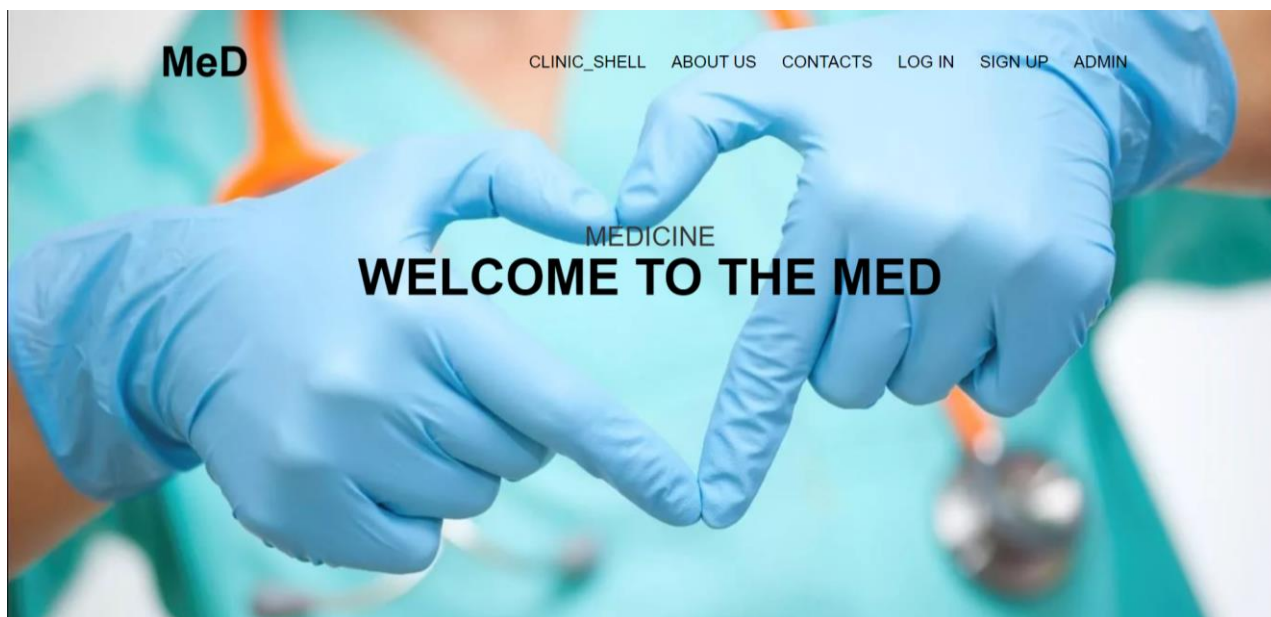 MeD
CLINIC_SHELL ABOUT US CONTACTS LOG IN SIGN UP ADMIN
MEDICINE
WELCOME TO THE MED